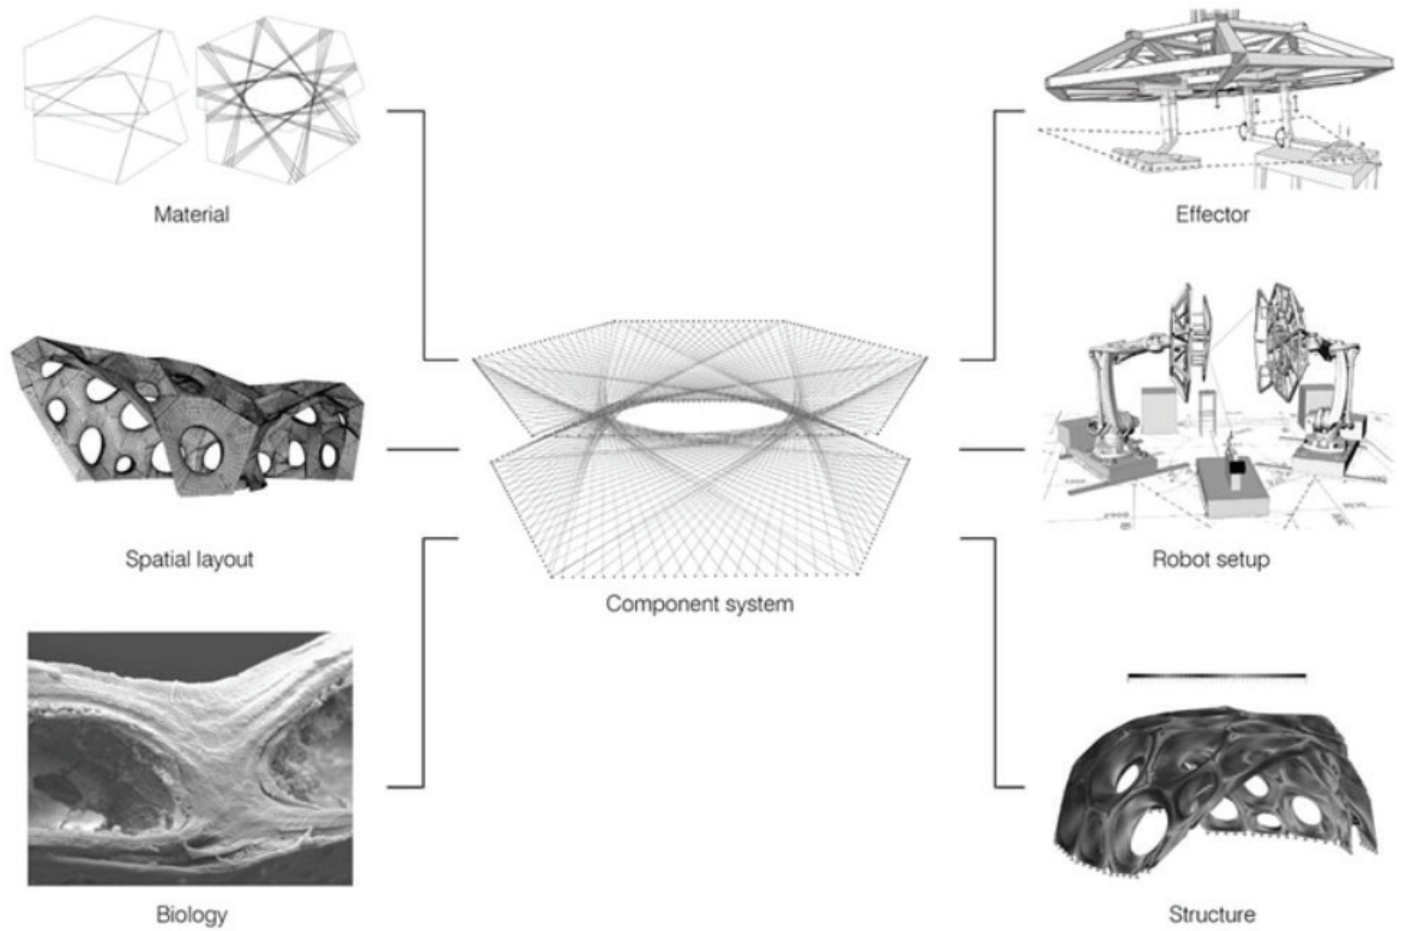 Material
Effector
Spatial layout
Component system
Robot setup
Biology
Structure